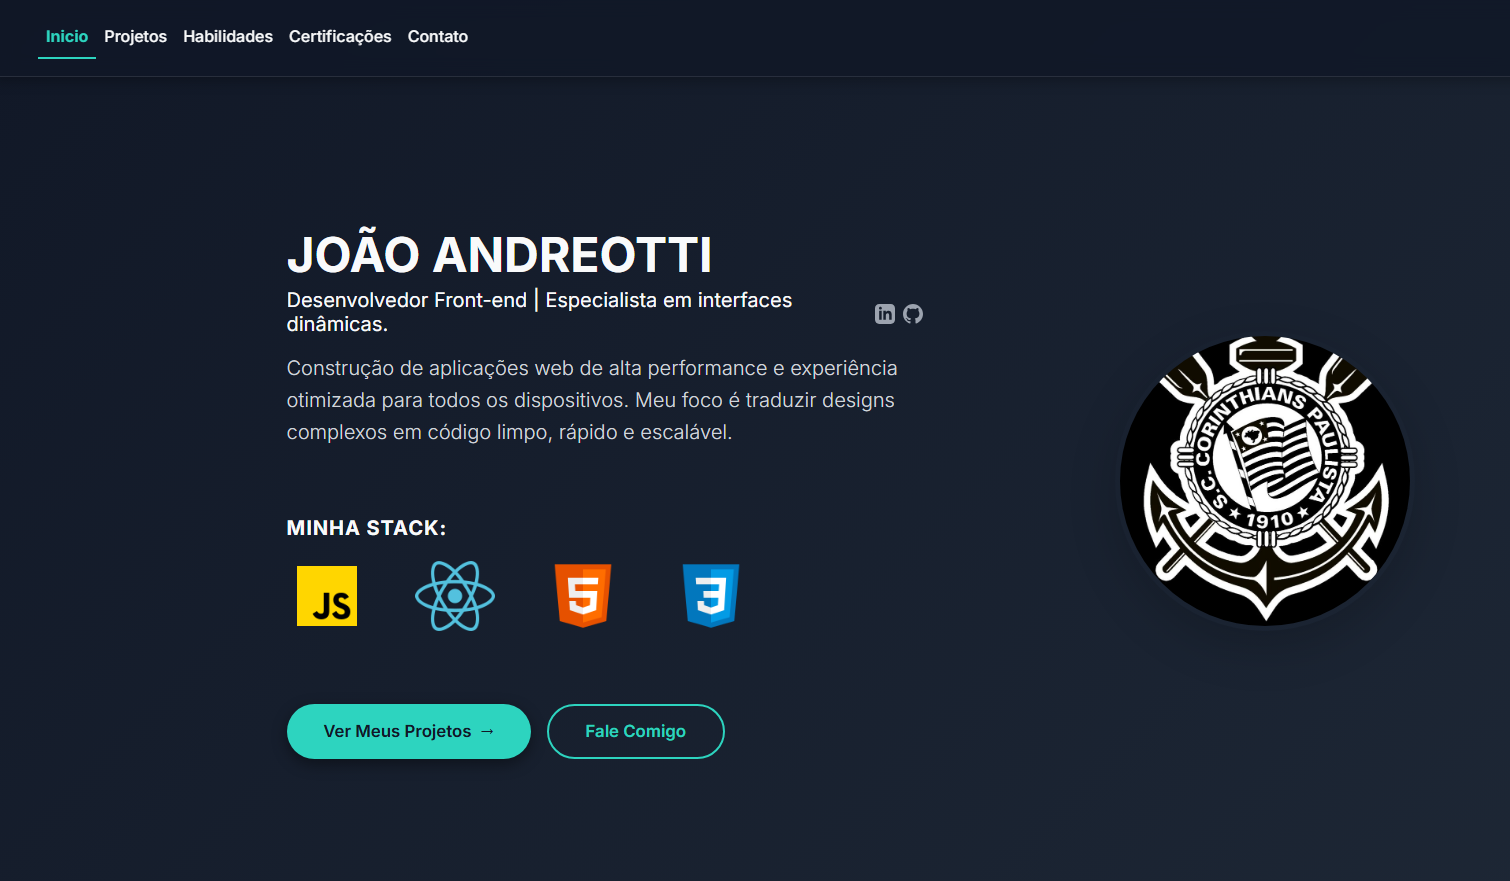 Inicio Projetos Habilidades Certificações Contato
JOÃO ANDREOTTI
Desenvolvedor Front-end | Especialista em interfaces
dinâmicas.
in
Construção de aplicações web de alta performance e experiência
otimizada para todos os dispositivos. Meu foco é traduzir designs
complexos em código limpo, rápido e escalável.
S.C. CORINTHIANS PAULISTA
1910
MINHA STACK:
JS 5 3
Ver Meus Projetos → Fale Comigo